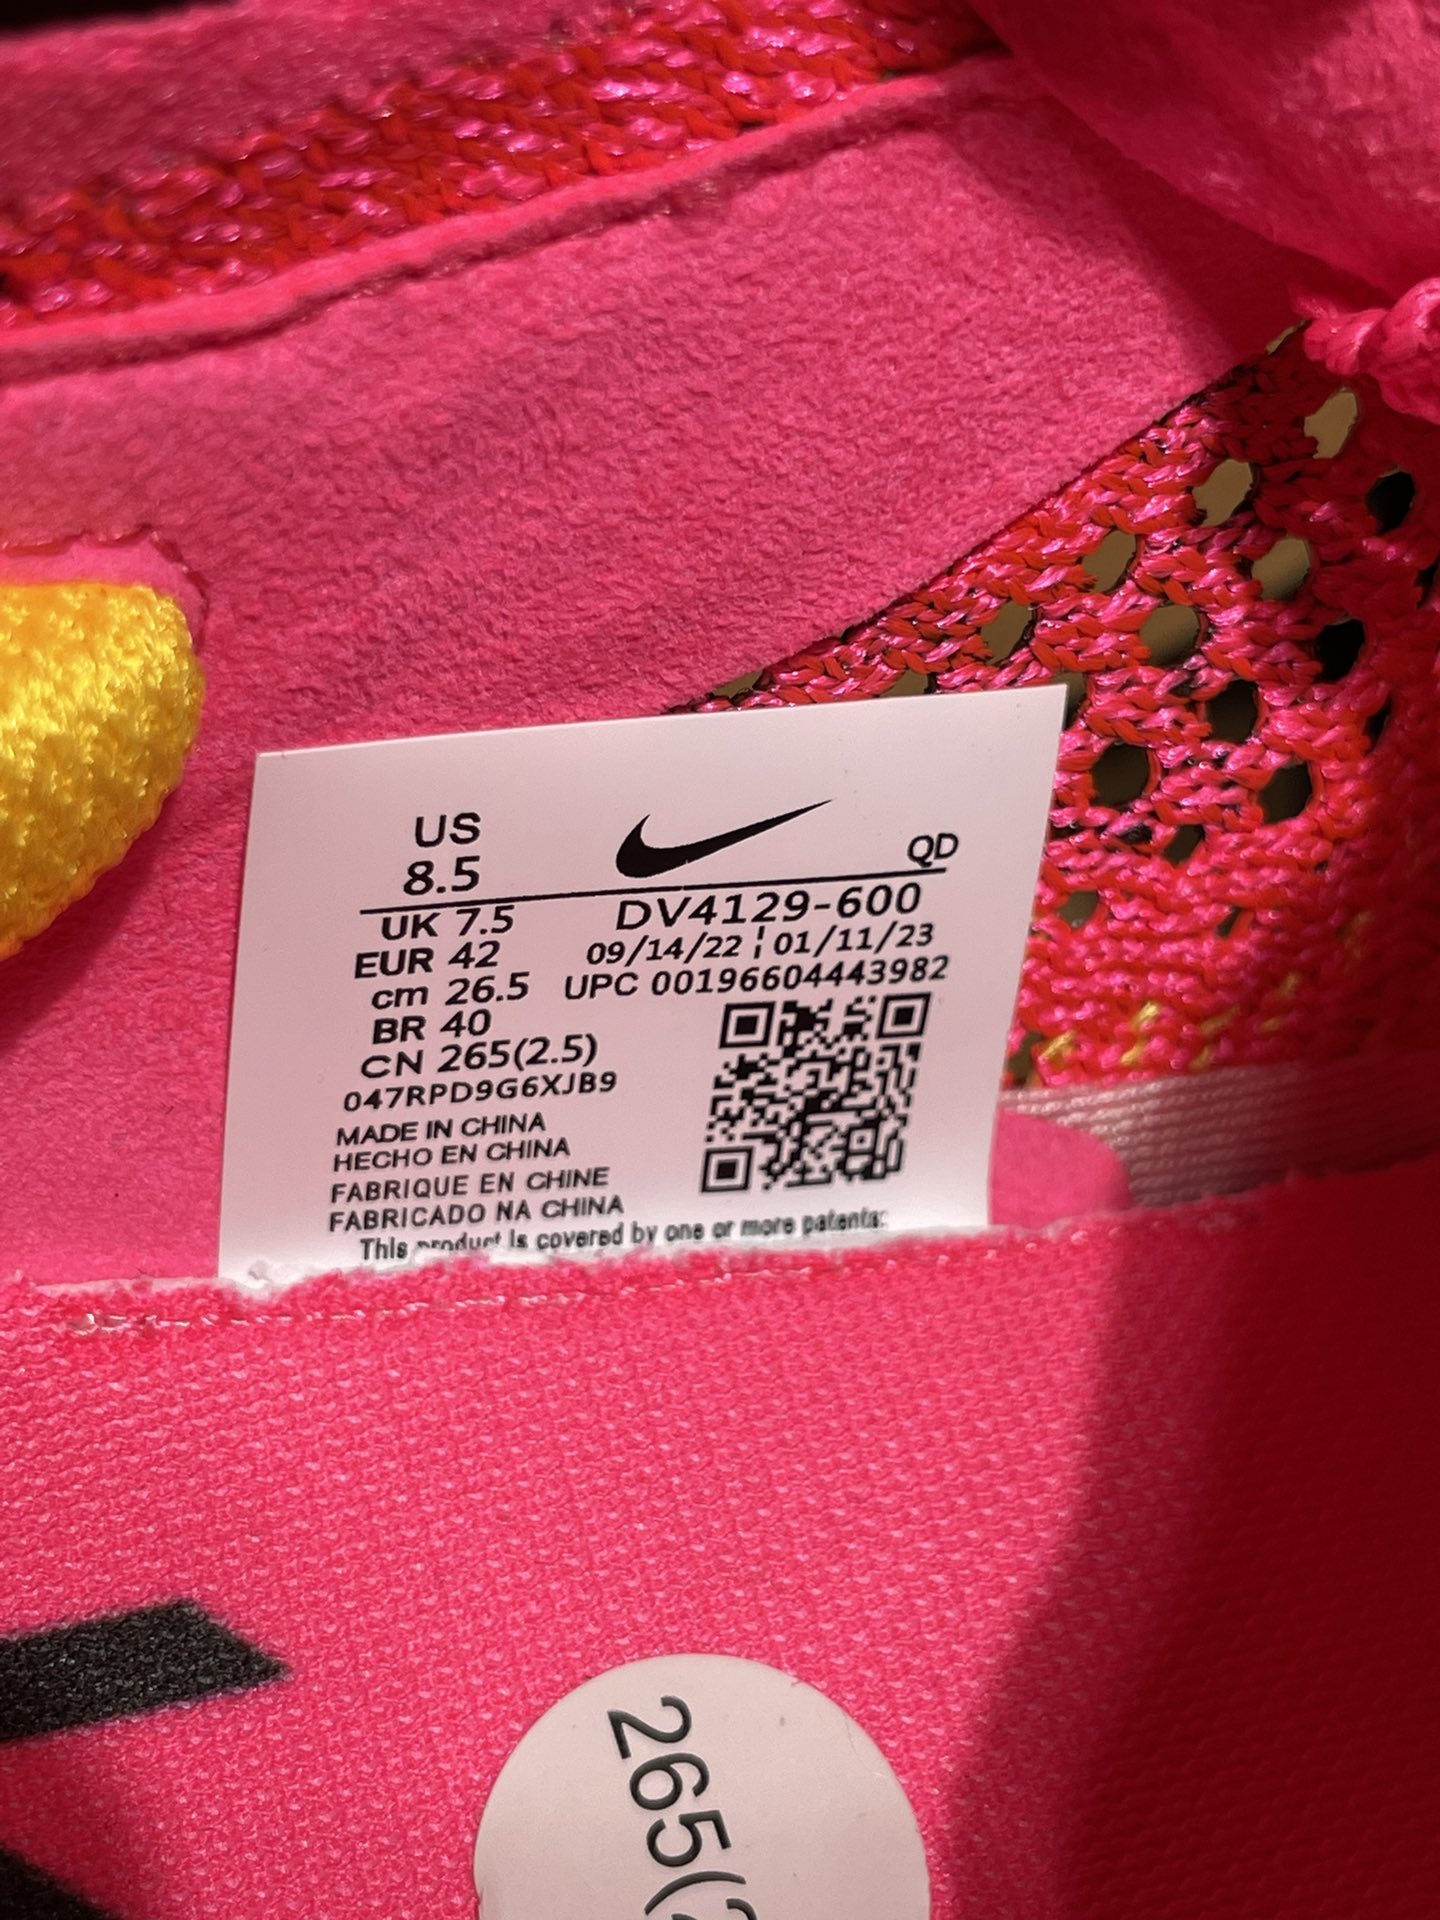 US
8.5
QD
UK 7.5
DV4129-600
EUR 42
09/14/22 ¦ 01/11/23
cm 26.5
UPC 00196604443982
BR 40
CN 265(2.5)
047RPD9G6XJB9
MADE IN CHINA
HECHO EN CHINA
FABRIQUE EN CHINE
FABRICADO NA CHINA
This product is covered by one or more patents:
265(2